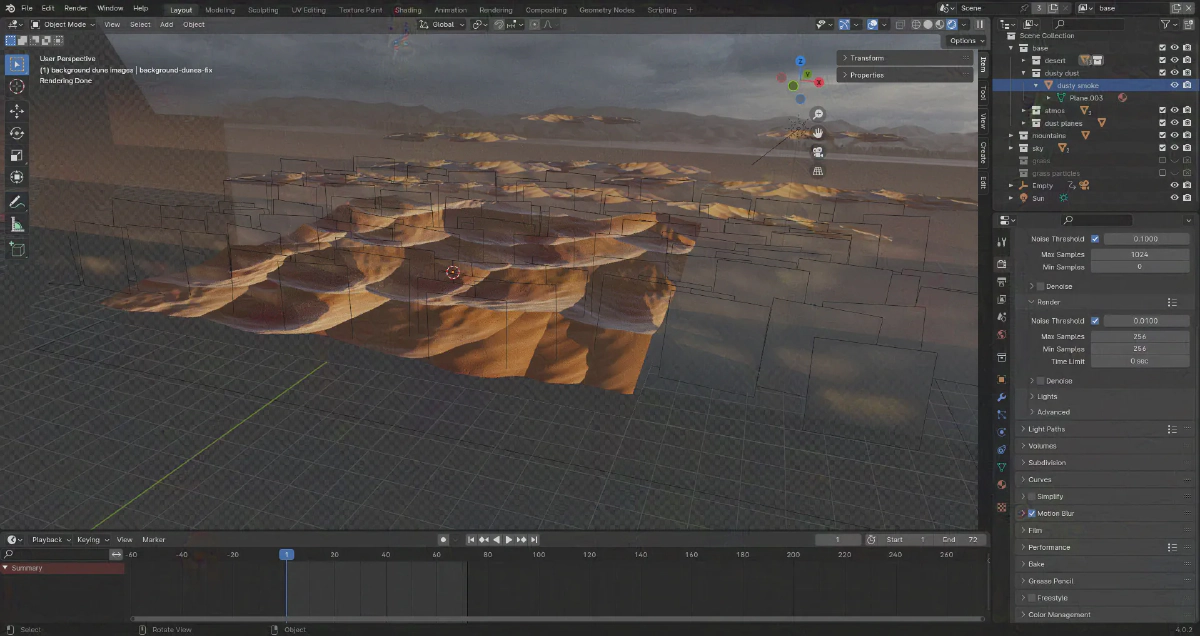 File Edit Render Window Help Layout Modeling Sculpting UV Editing Texture Paint Shading Animation Rendering Compositing Geometry Nodes Scripting + Scene 3 base
Object Mode View Select Add Object Global
Options
User Perspective
(1) background dune images | background-dunes-fix
Rendering Done
Transform
Properties
Item
Tool
View
Create
Edit
Z
Y
X
Scene Collection
base
desert
dusty dust
dusty smoke
Plane.003
atmos
dust planes
mountains
sky
grass
grass particles
Empty
Sun
Noise Threshold 0.1000
Max Samples 1024
Min Samples 0
Denoise
Render
Noise Threshold 0.0100
Max Samples 256
Min Samples 256
Time Limit 0 sec
Denoise
Lights
Advanced
Light Paths
Volumes
Subdivision
Curves
Simplify
Motion Blur
Film
Performance
Bake
Grease Pencil
Freestyle
Color Management
Playback Keying View Marker 1 Start 1 End 72
-60 -40 -20 1 20 40 60 80 100 120 140 160 180 200 220 240 260
Summary
Select Rotate View Object 4.0.2